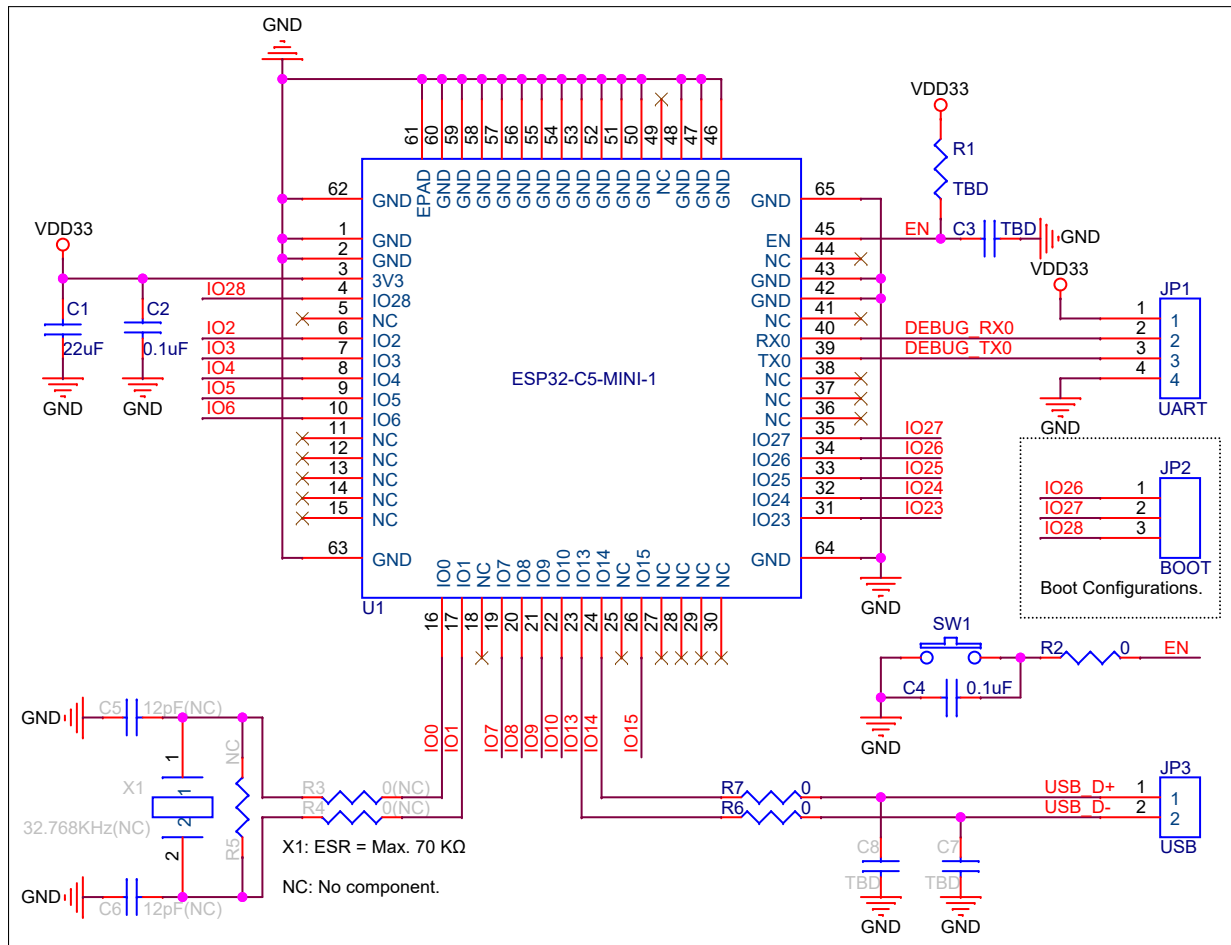 GND
61
60
59
58
57
56
55
54
53
52
51
50
49
48
47
46
EPAD
GND
GND
GND
GND
GND
GND
GND
GND
GND
GND
GND
NC
GND
GND
GND
VDD33
R1
TBD
62 GND
GND 65
1 GND
EN 45 EN
C3 TBD
GND
2 GND
NC 44
VDD33
3 3V3
GND 43
VDD33
IO28 4 IO28
GND 42
JP1
C1
22uF
C2
0.1uF
GND
GND
5 NC
NC 41
1 1
IO2 6 IO2
RX0 40 DEBUG_RX0 2 2
IO3 7 IO3
TX0 39 DEBUG_TX0 3 3
IO4 8 IO4
NC 38
4 4
ESP32-C5-MINI-1
IO5 9 IO5
NC 37
UART
GND
IO6 10 IO6
NC 36
11 NC
IO27 35 IO27
12 NC
IO26 34 IO26
13 NC
IO25 33 IO25
14 NC
IO24 32 IO24
15 NC
IO23 31 IO23
63 GND
GND 64
GND
JP2
IO26 1
IO27 2
IO28 3
BOOT
Boot Configurations.
IO0
IO1
NC
IO7
IO8
IO9
IO10
IO13
IO14
NC
IO15
NC
NC
NC
NC
U1
16
17
18
19
20
21
22
23
24
25
26
27
28
29
30
IO0
IO1
IO7
IO8
IO9
IO10
IO13
IO14
IO15
SW1
R2 0 EN
C4 0.1uF
GND
GND C5 12pF(NC)
1
NC
X1
1
2
32.768KHz(NC)
R5
2
R3 0(NC)
R4 0(NC)
GND C6 12pF(NC)
X1: ESR = Max. 70 KΩ
NC: No component.
R7 0
R6 0
USB_D+ 1 1
USB_D- 2 2
JP3
USB
C8
TBD
GND
C7
TBD
GND